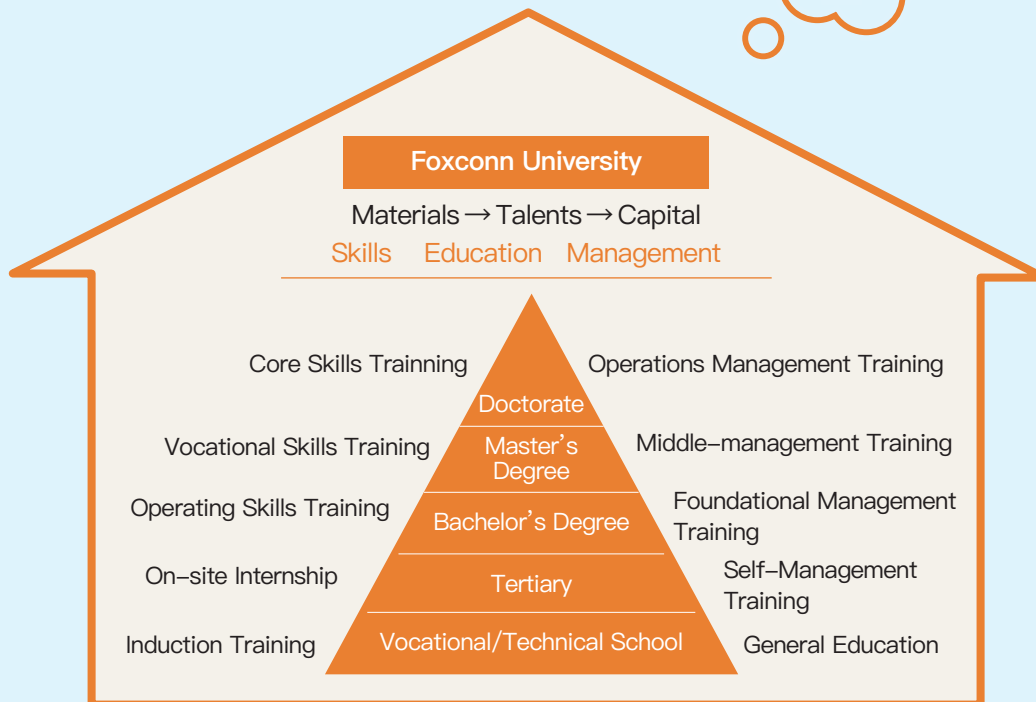 Foxconn University
Materials → Talents → Capital
Skills Education Management
Core Skills Trainning
Operations Management Training
Doctorate
Vocational Skills Training
Master's
Degree
Middle-management Training
Operating Skills Training
Bachelor's Degree
Foundational Management
Training
On-site Internship
Tertiary
Self-Management
Training
Induction Training
Vocational/Technical School
General Education